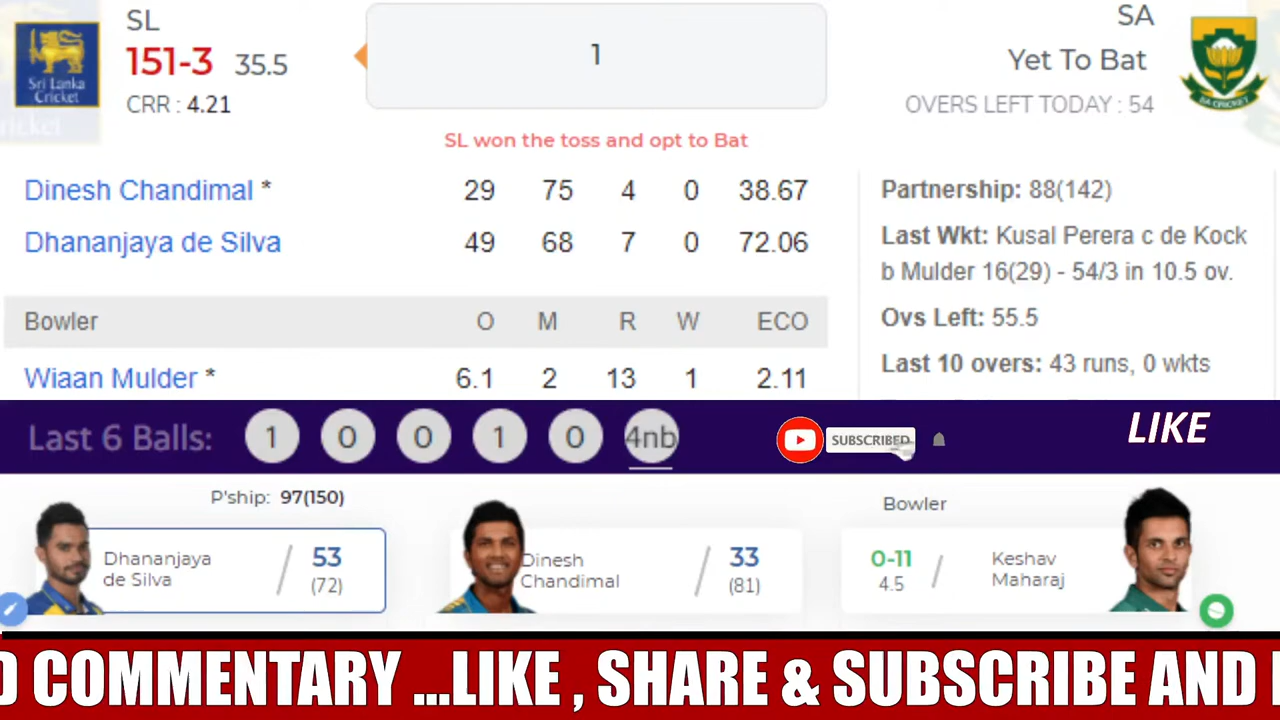 SL
151-3 35.5
CRR : 4.21
Sri Lanka
Cricket
1
SA
Yet To Bat
OVERS LEFT TODAY : 54
SA CRICKET
SL won the toss and opt to Bat
Dinesh Chandimal * 29 75 4 0 38.67
Dhananjaya de Silva 49 68 7 0 72.06
Bowler O M R W ECO
Wiaan Mulder * 6.1 2 13 1 2.11
Partnership: 88(142)
Last Wkt: Kusal Perera c de Kock
b Mulder 16(29) - 54/3 in 10.5 ov.
Ovs Left: 55.5
Last 10 overs: 43 runs, 0 wkts
Last 6 Balls: 1 0 0 1 0 4nb
SUBSCRIBED
LIKE
P'ship: 97(150)
Dhananjaya
de Silva
53
(72)
Dinesh
Chandimal
33
(81)
Bowler
0-11
4.5
Keshav
Maharaj
COMMENTARY ...LIKE , SHARE & SUBSCRIBE AND